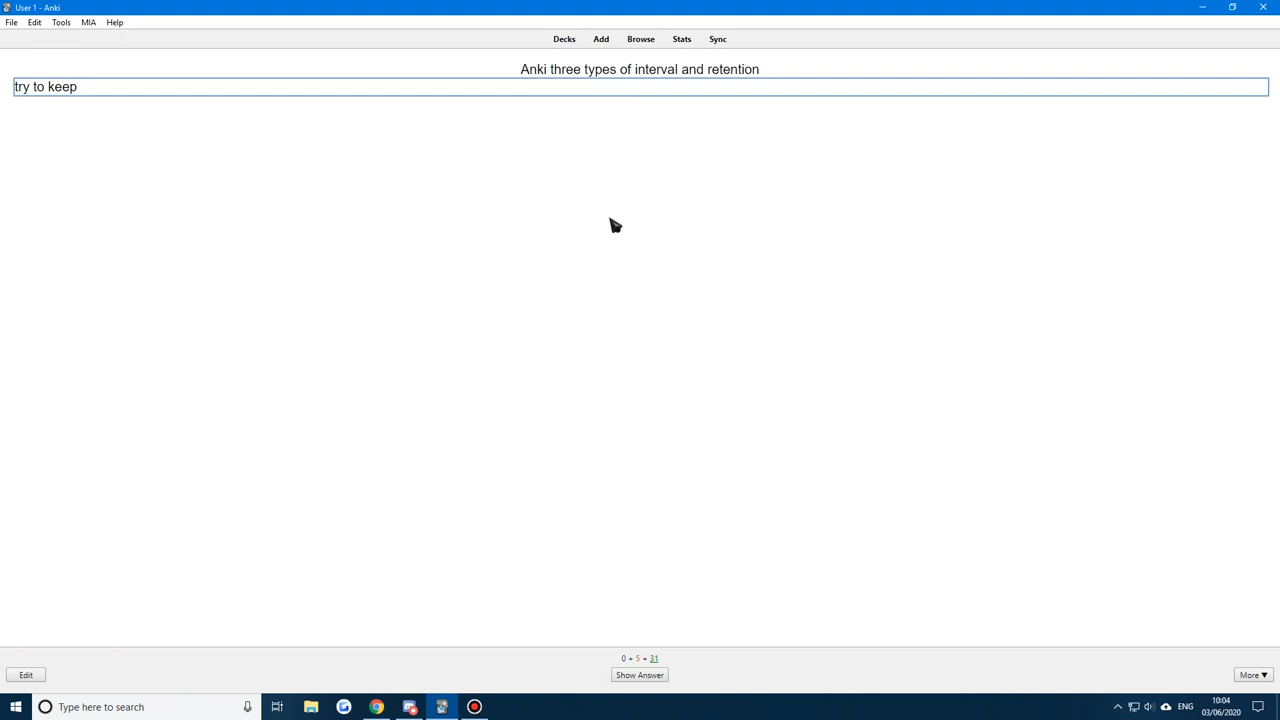 User 1 - Anki
File Edit Tools MIA Help
Decks Add Browse Stats Sync
Anki three types of interval and retention
try to keep
0 + 5 + 31
Edit Show Answer More ▼
Type here to search
ENG
10:04
03/06/2020